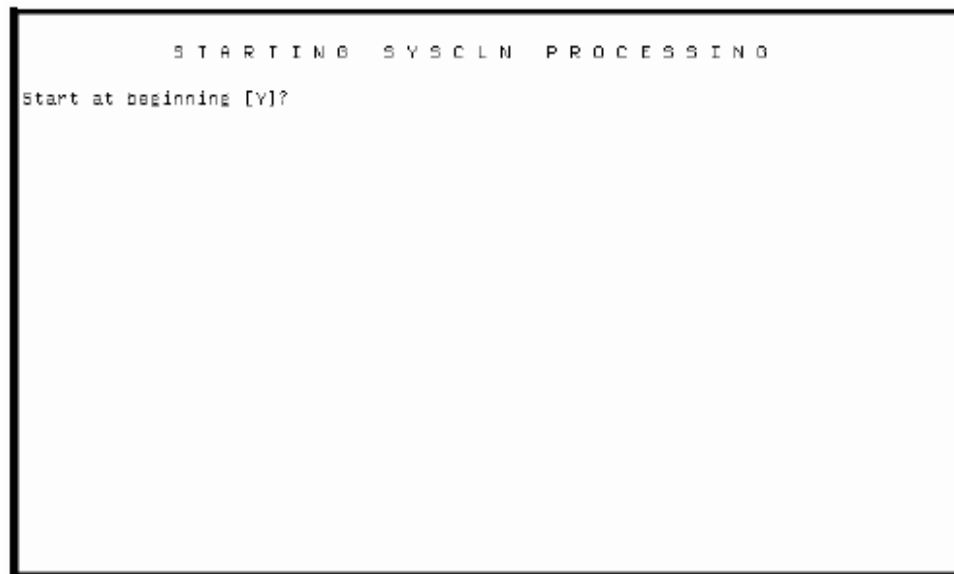 S T A R T I N G   S Y S C L N   P R O C E S S I N G
Start at beginning [Y]?